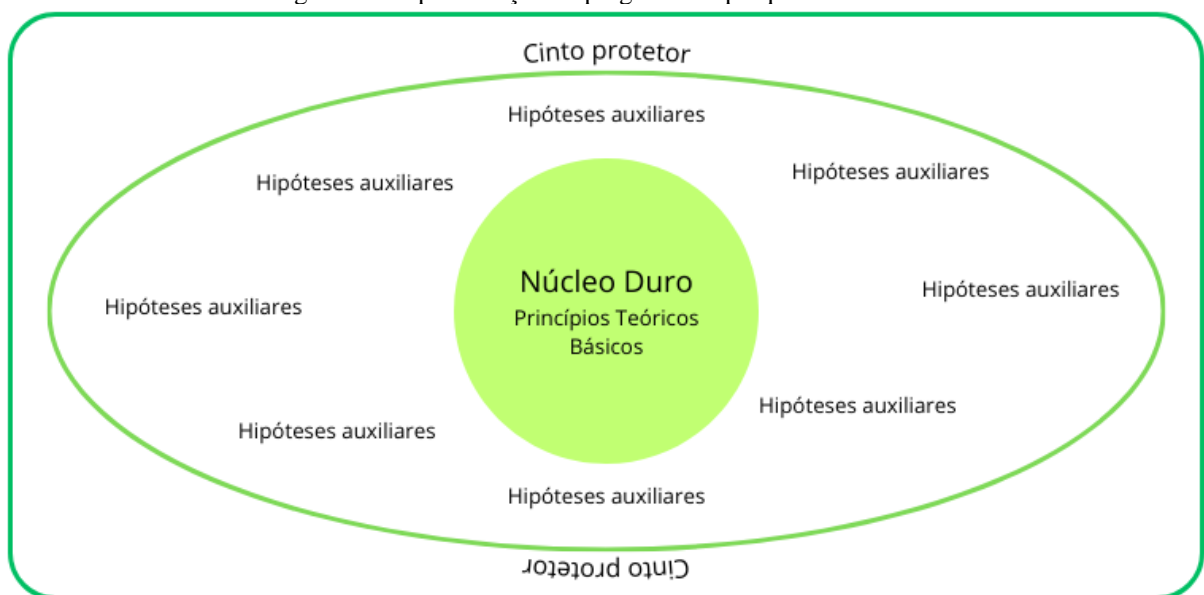 Cinto protetor
Hipóteses auxiliares
Hipóteses auxiliares
Hipóteses auxiliares
Núcleo Duro
Princípios Teóricos
Básicos
Hipóteses auxiliares
Hipóteses auxiliares
Hipóteses auxiliares
Hipóteses auxiliares
Hipóteses auxiliares
Cinto protetor